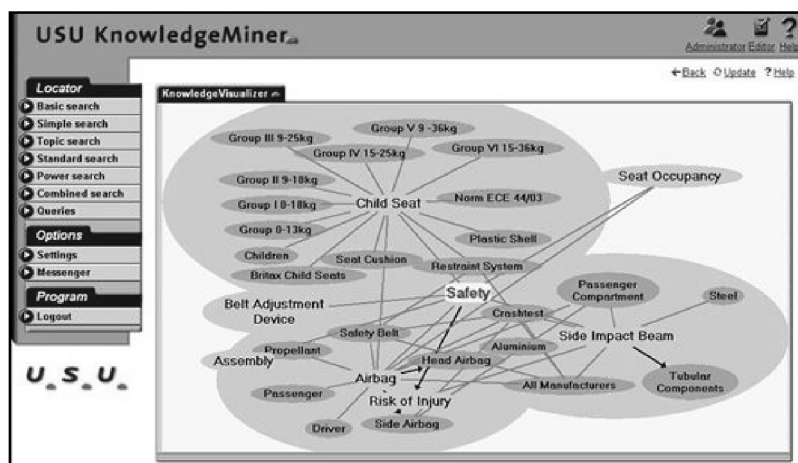 USU KnowledgeMiner
Administrator Editor Help
Back Update ? Help
Locator
Basic search
Simple search
Topic search
Standard search
Power search
Combined search
Queries
Options
Settings
Messenger
Program
Logout
U_S_U_
KnowledgeVisualizer
Group V 9 -36kg
Group III 9-25kg
Group IV 15-25kg
Group VI 15-36kg
Group II 9-18kg
Seat Occupancy
Group I 0-18kg
Child Seat
Norm ECE 44/03
Group 0-13kg
Plastic Shell
Children
Seat Cushion
Restraint System
Britax Child Seats
Passenger
Compartment
Safety
Steel
Belt Adjustment
Device
Crashtest
Safety Belt
Side Impact Beam
Propellant
Aluminium
Assembly
Head Airbag
Airbag
All Manufacturers
Tubular
Components
Passenger
Risk of Injury
Driver
Side Airbag